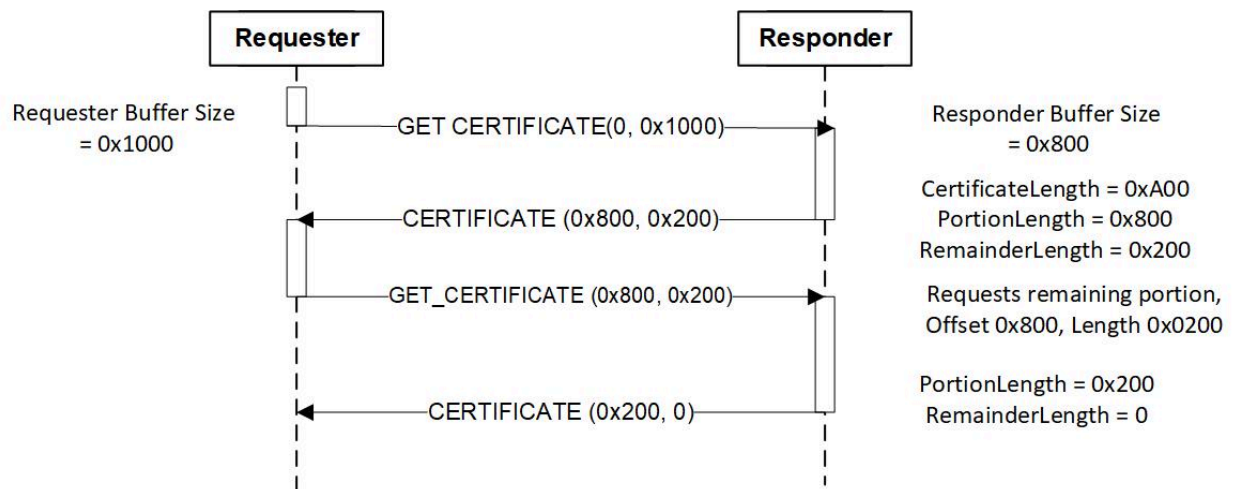 Requester
Responder
Requester Buffer Size
= 0x1000
GET CERTIFICATE(0, 0x1000)
Responder Buffer Size
= 0x800
CERTIFICATE (0x800, 0x200)
CertificateLength = 0xA00
PortionLength = 0x800
RemainderLength = 0x200
GET_CERTIFICATE (0x800, 0x200)
Requests remaining portion,
Offset 0x800, Length 0x0200
CERTIFICATE (0x200, 0)
PortionLength = 0x200
RemainderLength = 0